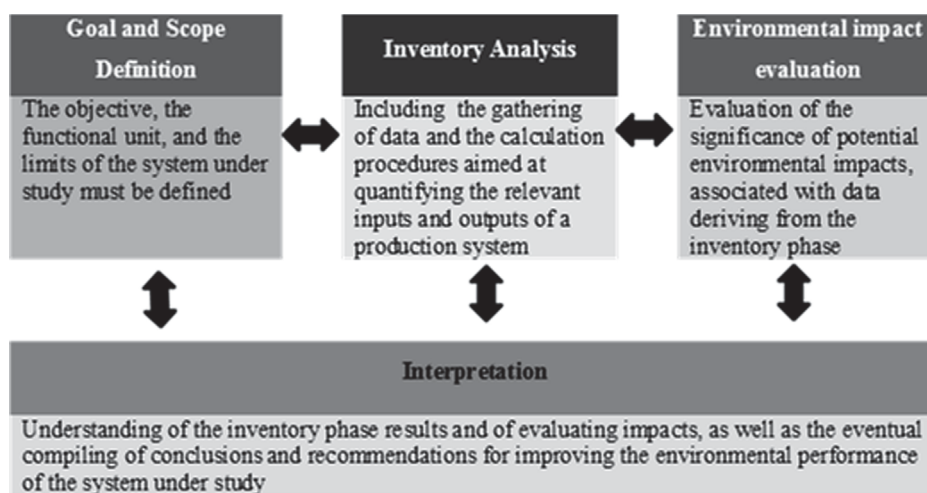 Goal and Scope
Definition
The objective, the
functional unit, and the
limits of the system under
study must be defined
Inventory Analysis
Including the gathering
of data and the calculation
procedures aimed at
quantifying the relevant
inputs and outputs of a
production system
Environmental impact
evaluation
Evaluation of the
significance of potential
environmental impacts,
associated with data
deriving from the
inventory phase
Interpretation
Understanding of the inventory phase results and of evaluating impacts, as well as the eventual
compiling of conclusions and recommendations for improving the environmental performance
of the system under study